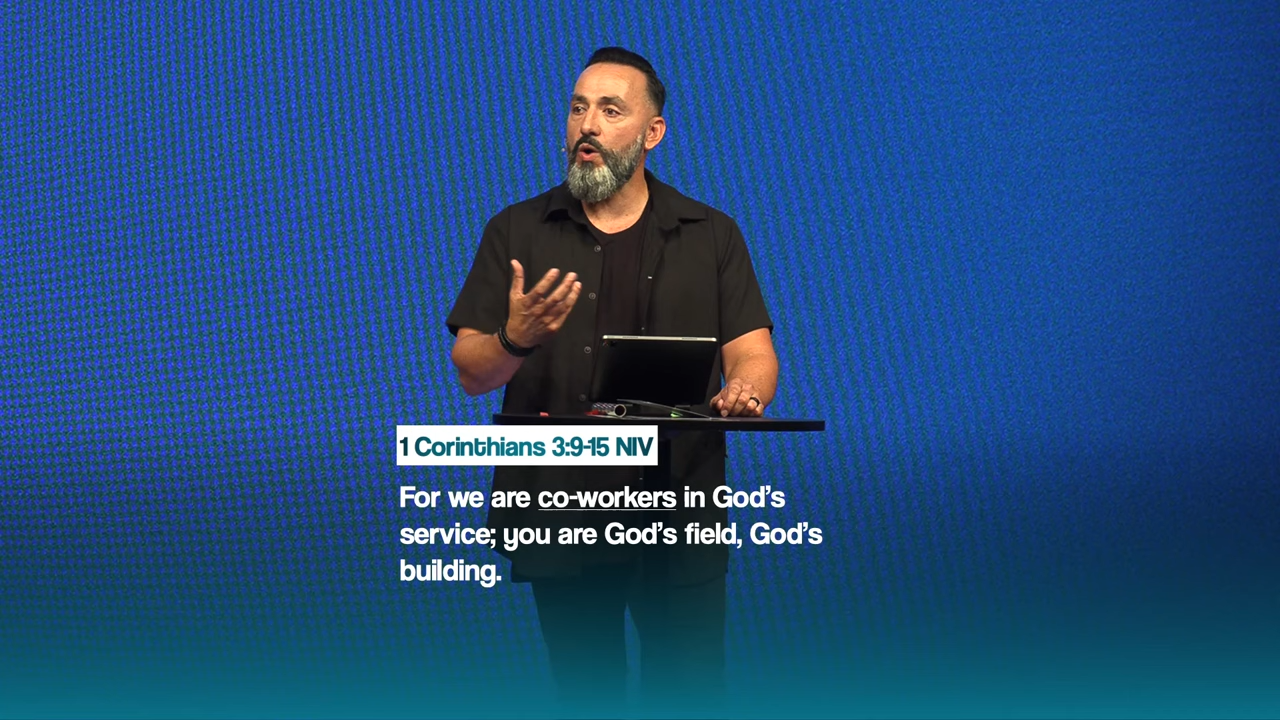 1 Corinthians 3:9-15 NIV
For we are co-workers in God’s
service; you are God’s field, God’s
building.